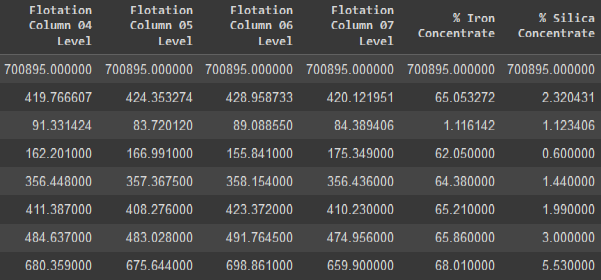 Flotation Flotation Flotation Flotation
Column 04 Column 05 Column 06 Column 07 % Iron % Silica
Level Level Level Level Concentrate Concentrate
700895.000000 700895.000000 700895.000000 700895.000000 700895.000000 700895.000000
419.766607 424.353274 428.958733 420.121951 65.053272 2.320431
91.331424 83.720120 89.088550 84.389406 1.116142 1.123406
162.201000 166.991000 155.841000 175.349000 62.050000 0.600000
356.448000 357.367500 358.154000 356.436000 64.380000 1.440000
411.387000 408.276000 423.372000 410.230000 65.210000 1.990000
484.637000 483.028000 491.764500 474.956000 65.860000 3.000000
680.359000 675.644000 698.861000 659.900000 68.010000 5.530000